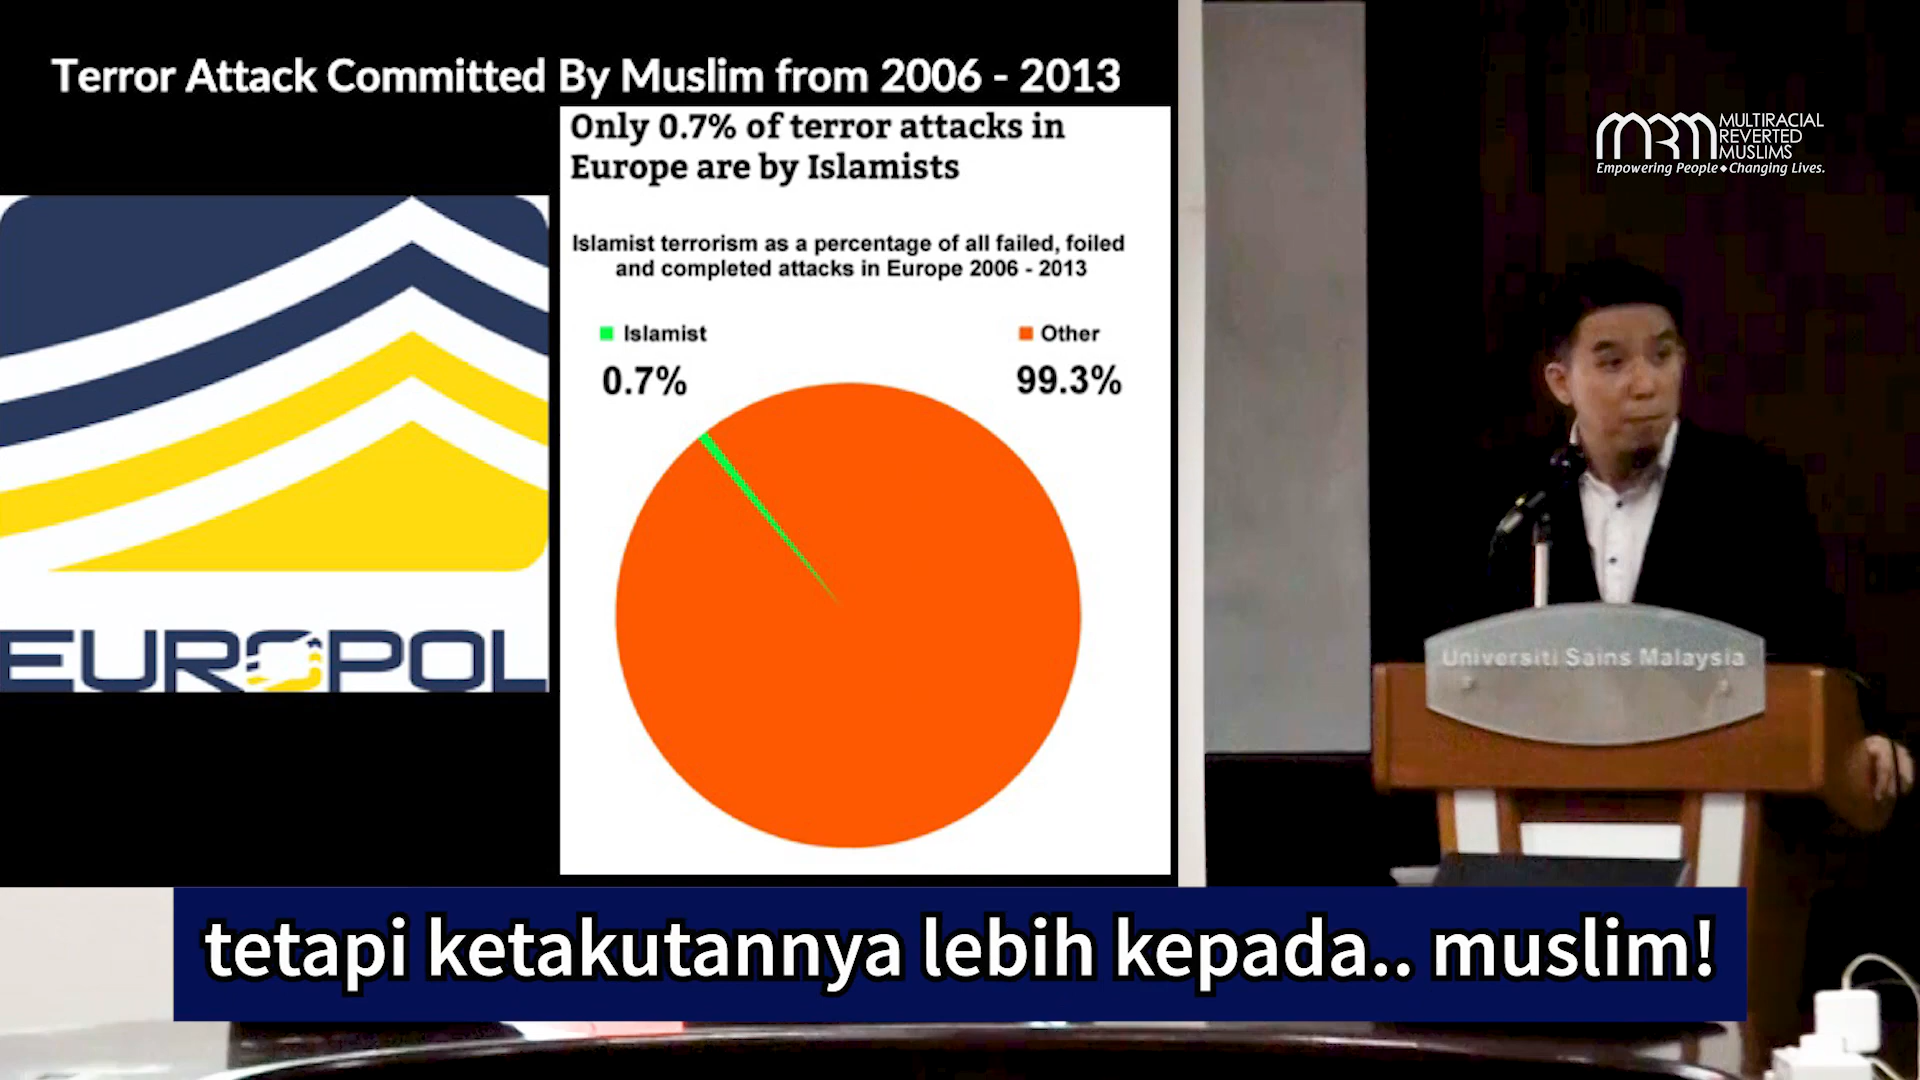 Terror Attack Committed By Muslim from 2006 - 2013
Only 0.7% of terror attacks in
Europe are by Islamists
Islamist terrorism as a percentage of all failed, foiled
and completed attacks in Europe 2006 - 2013
Islamist
Other
0.7%
99.3%
EUROPOL
MRM
MULTIRACIAL
REVERTED
MUSLIMS
Empowering People◆Changing Lives.
Universiti Sains Malaysia
tetapi ketakutannya lebih kepada.. muslim!